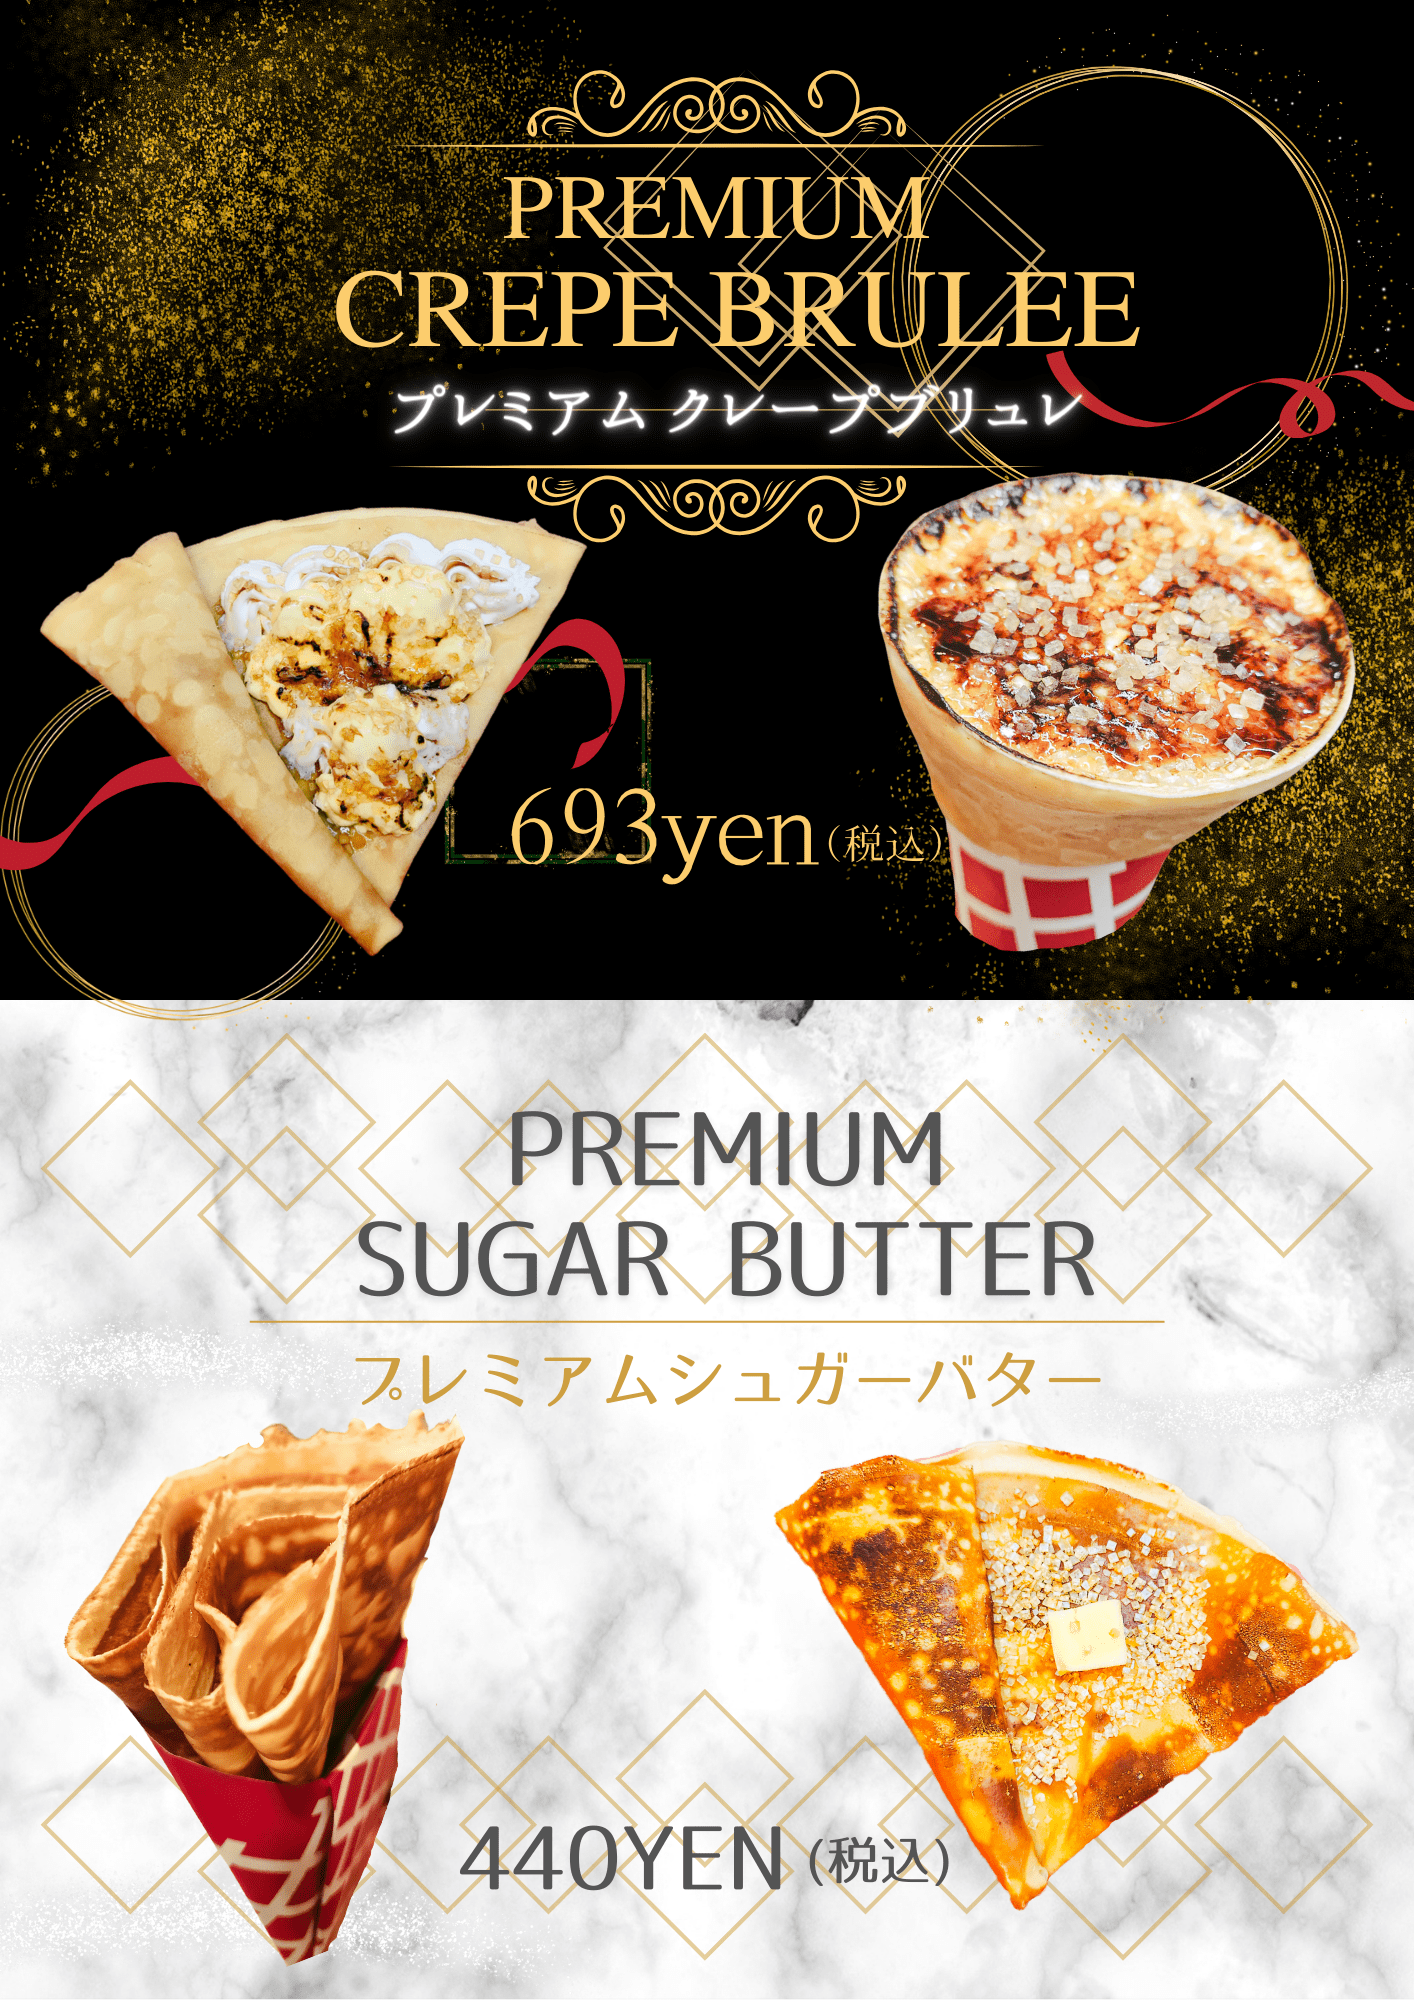 PREMIUM
CREPE BRULEE
プレミアム クレープブリュレ
693yen(税込)
PREMIUM
SUGAR BUTTER
プレミアムシュガーバター
440YEN (税込)